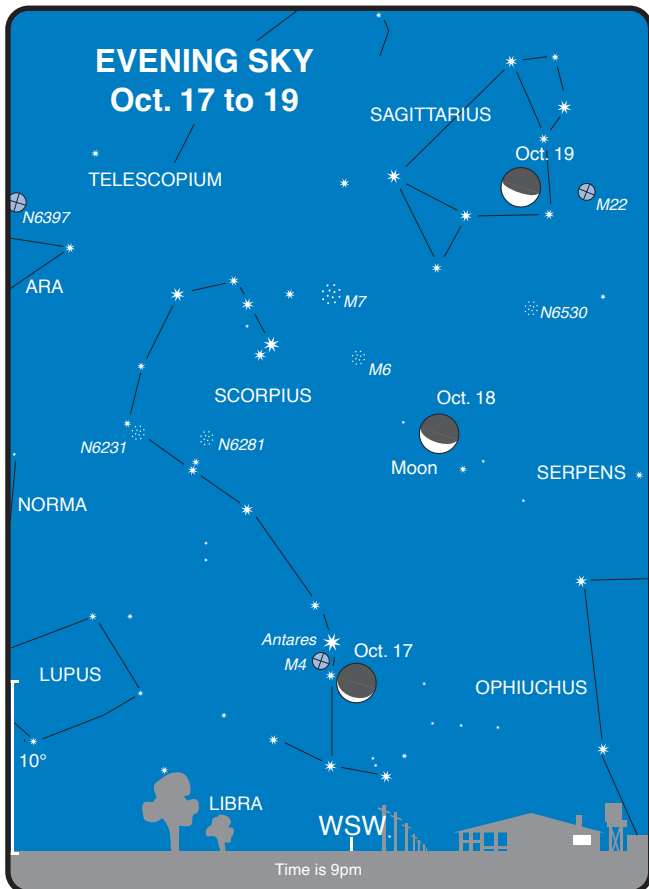 EVENING SKY
Oct. 17 to 19
SAGITTARIUS
Oct. 19
TELESCOPIUM
M22
N6397
ARA
M7
N6530
M6
SCORPIUS
Oct. 18
N6231
N6281
Moon
SERPENS
NORMA
Antares
Oct. 17
M4
LUPUS
OPHIUCHUS
10°
LIBRA
WSW
Time is 9pm